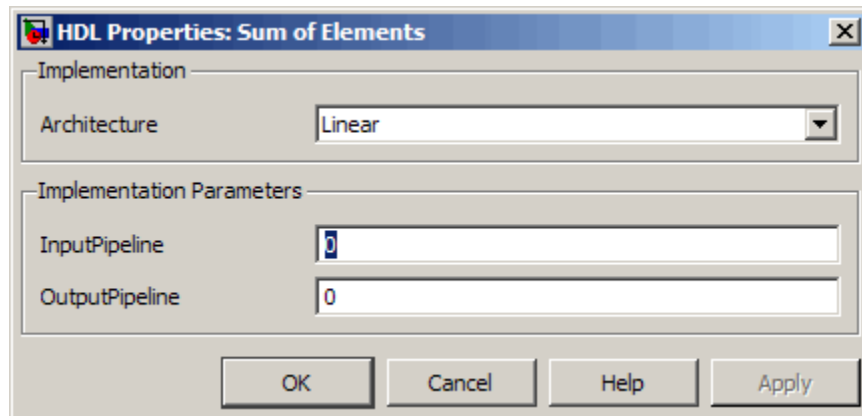 HDL Properties: Sum of Elements
Implementation
Architecture Linear
Implementation Parameters
InputPipeline 0
OutputPipeline 0
OK Cancel Help Apply